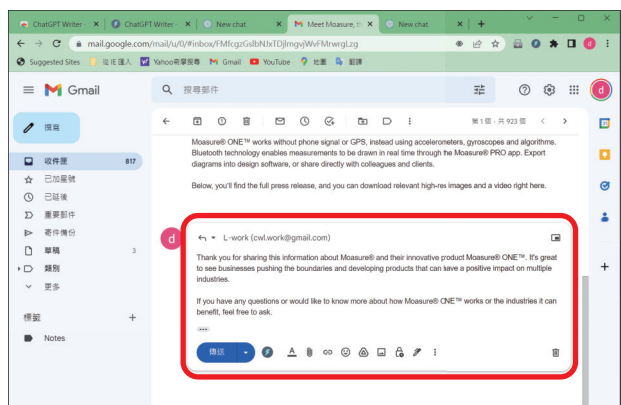 ChatGPT Writer - × ChatGPT Writer - × New chat × Meet Moasure, th × New chat × +
mail.google.com/mail/u/0/#inbox/FMfcgzGslbNJxTDjlmgvjWvFMrwrgLzg
Suggested Sites 從 IE 匯入 Yahoo奇摩搜尋 Gmail YouTube 地圖 翻譯
Gmail
搜尋郵件
撰寫
第 1 個，共 923 個
收件匣 817
已加星號
已延後
重要郵件
寄件備份
草稿 3
類別
更多
標籤 +
Notes
Moasure® ONE™ works without phone signal or GPS, instead using accelerometers, gyroscopes and algorithms.
Bluetooth technology enables measurements to be drawn in real time through the Moasure® PRO app. Export
diagrams into design software, or share directly with colleagues and clients.
Below, you'll find the full press release, and you can download relevant high-res images and a video right here.
L-work (cwl.work@gmail.com)
Thank you for sharing this information about Moasure® and their innovative product Moasure® ONE™. It's great
to see businesses pushing the boundaries and developing products that can have a positive impact on multiple
industries.
If you have any questions or would like to know more about how Moasure® ONE™ works or the industries it can
benefit, feel free to ask.
傳送